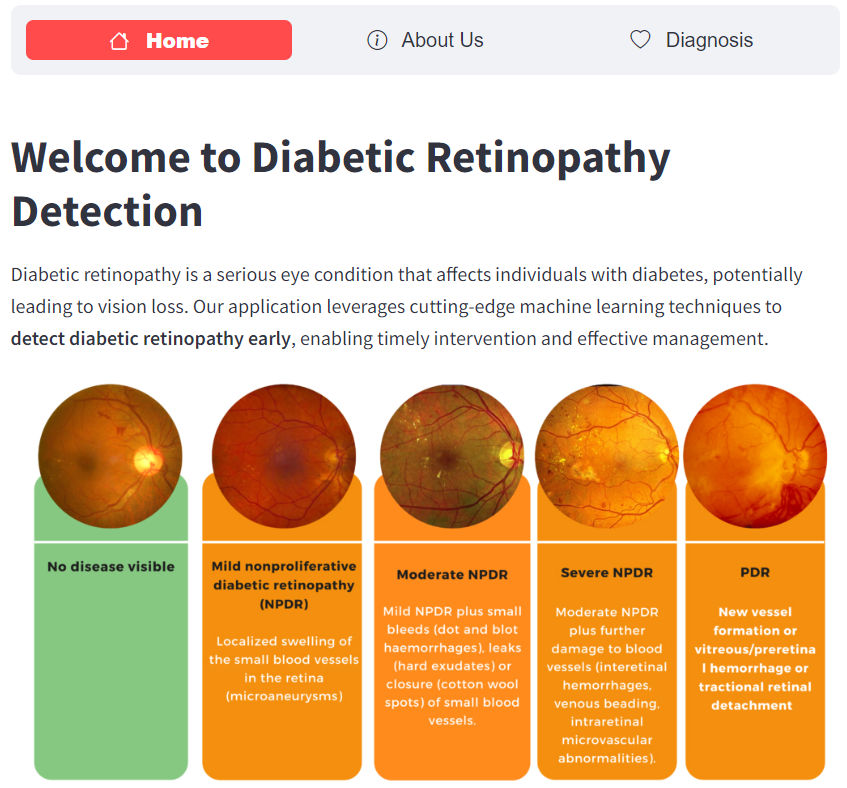 Home
About Us
Diagnosis
Welcome to Diabetic Retinopathy
Detection
Diabetic retinopathy is a serious eye condition that affects individuals with diabetes, potentially
leading to vision loss. Our application leverages cutting-edge machine learning techniques to
detect diabetic retinopathy early, enabling timely intervention and effective management.
No disease visible
Mild nonproliferative
diabetic retinopathy
(NPDR)
Localized swelling of
the small blood vessels
in the retina
(microaneurysms)
Moderate NPDR
Mild NPDR plus small
bleeds (dot and blot
haemorrhages), leaks
(hard exudates) or
closure (cotton wool
spots) of small blood
vessels.
Severe NPDR
Moderate NPDR
plus further
damage to blood
vessels (interetinal
hemorrhages,
venous beading,
intraretinal
microvascular
abnormalities).
PDR
New vessel
formation or
vitreous/preretina
l hemorrhage or
tractional retinal
detachment